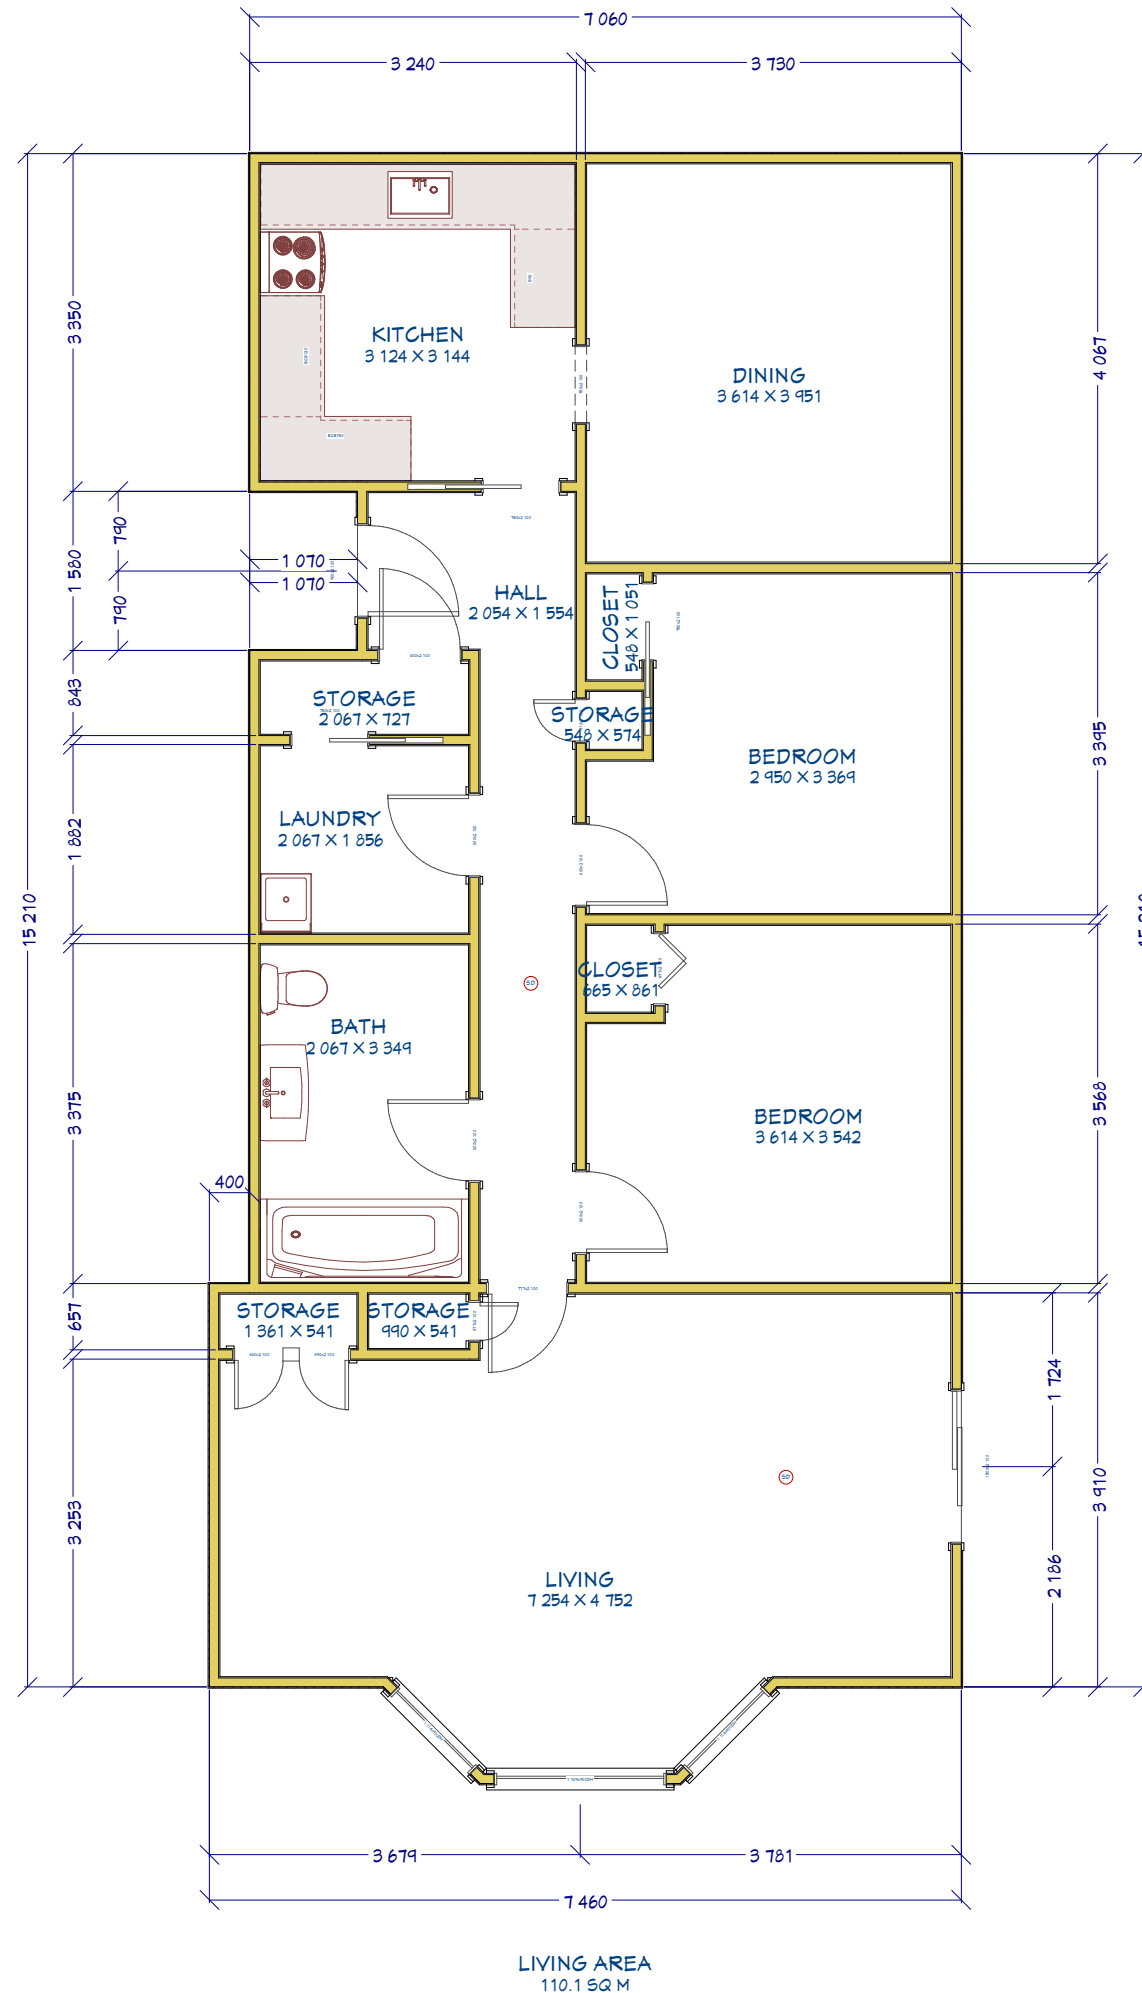 7 060
3 240
3 730
3 350
KITCHEN
3 124 X 3 144
DINING
3 614 X 3 951
4 067
790
1 580
790
1 070
1 070
HALL
2 054 X 1 554
CLOSET
548 X 1 051
843
STORAGE
2 067 X 727
STORAGE
548 X 574
BEDROOM
2 950 X 3 369
3 395
1 882
LAUNDRY
2 067 X 1 856
15 210
15 210
CLOSET
665 X 861
SD
BATH
2 067 X 3 349
3 375
BEDROOM
3 614 X 3 542
3 568
400
657
STORAGE
1 361 X 541
STORAGE
990 X 541
1 724
SD
3 253
3 910
2 186
LIVING
7 254 X 4 752
3 679
3 781
7 460
LIVING AREA
110.1 SQ M